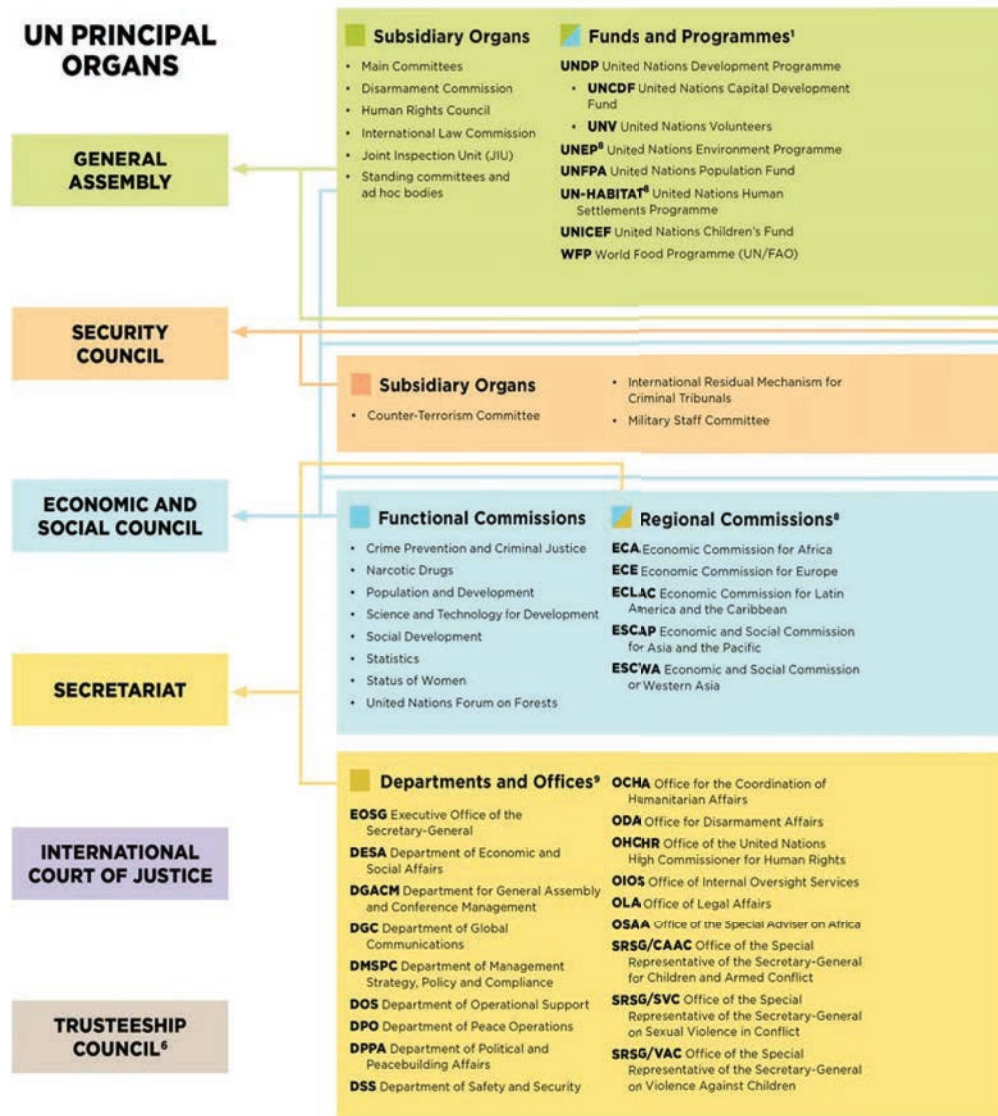 UN PRINCIPAL
ORGANS
GENERAL
ASSEMBLY
SECURITY
COUNCIL
ECONOMIC AND
SOCIAL COUNCIL
SECRETARIAT
INTERNATIONAL
COURT OF JUSTICE
TRUSTEESHIP
COUNCIL⁶
Subsidiary Organs
• Main Committees
• Disarmament Commission
• Human Rights Council
• International Law Commission
• Joint Inspection Unit (JIU)
• Standing committees and
ad hoc bodies
Funds and Programmes¹
UNDP United Nations Development Programme
• UNCDF United Nations Capital Development
Fund
• UNV United Nations Volunteers
UNEP⁸ United Nations Environment Programme
UNFPA United Nations Population Fund
UN-HABITAT⁸ United Nations Human
Settlements Programme
UNICEF United Nations Children's Fund
WFP World Food Programme (UN/FAO)
Subsidiary Organs
• Counter-Terrorism Committee
• International Residual Mechanism for
Criminal Tribunals
• Military Staff Committee
Functional Commissions
• Crime Prevention and Criminal Justice
• Narcotic Drugs
• Population and Development
• Science and Technology for Development
• Social Development
• Statistics
• Status of Women
• United Nations Forum on Forests
Regional Commissions⁸
ECA Economic Commission for Africa
ECE Economic Commission for Europe
ECLAC Economic Commission for Latin
America and the Caribbean
ESCAP Economic and Social Commission
for Asia and the Pacific
ESCWA Economic and Social Commission
or Western Asia
Departments and Offices⁹
EOSG Executive Office of the
Secretary-General
DESA Department of Economic and
Social Affairs
DGACM Department for General Assembly
and Conference Management
DGC Department of Global
Communications
DMSPC Department of Management
Strategy, Policy and Compliance
DOS Department of Operational Support
DPO Department of Peace Operations
DPPA Department of Political and
Peacebuilding Affairs
DSS Department of Safety and Security
OCHA Office for the Coordination of
Humanitarian Affairs
ODA Office for Disarmament Affairs
OHCHR Office of the United Nations
High Commissioner for Human Rights
OIOS Office of Internal Oversight Services
OLA Office of Legal Affairs
OSAA Office of the Special Adviser on Africa
SRSG/CAAC Office of the Special
Representative of the Secretary-General
for Children and Armed Conflict
SRSG/SVC Office of the Special
Representative of the Secretary-General
on Sexual Violence in Conflict
SRSG/VAC Office of the Special
Representative of the Secretary-General
on Violence Against Children